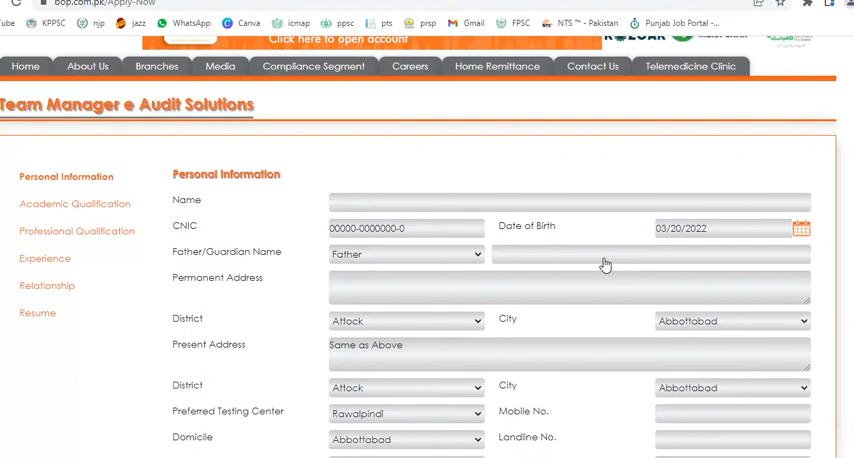 bop.com.pk/Apply-Now
Tube KPPSC njp jazz WhatsApp Canva icmap ppsc pts prsp Gmail FPSC NTS ™ - Pakistan Punjab Job Portal -...
Click here to open account
Home About Us Branches Media Compliance Segment Careers Home Remittance Contact Us Telemedicine Clinic
Team Manager e Audit Solutions
Personal Information
Academic Qualification
Professional Qualification
Experience
Relationship
Resume
Personal Information
Name
CNIC 00000-0000000-0 Date of Birth 03/20/2022
Father/Guardian Name Father
Permanent Address
District Attock City Abbottabad
Present Address Same as Above
District Attock City Abbottabad
Preferred Testing Center Rawalpindi Mobile No.
Domicile Abbottabad Landline No.